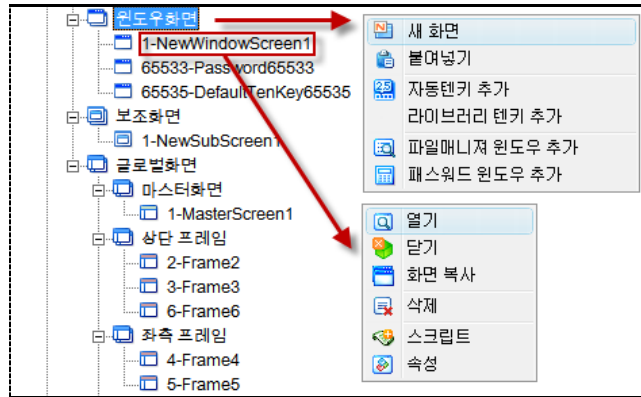 윈도우화면
1-NewWindowScreen1
65533-Password65533
65535-DefaultTenKey65535
보조화면
1-NewSubScreen1
글로벌화면
마스터화면
1-MasterScreen1
상단 프레임
2-Frame2
3-Frame3
6-Frame6
좌측 프레임
4-Frame4
5-Frame5
새 화면
붙여넣기
자동텐키 추가
라이브러리 텐키 추가
파일매니져 윈도우 추가
패스워드 윈도우 추가
열기
닫기
화면 복사
삭제
스크립트
속성